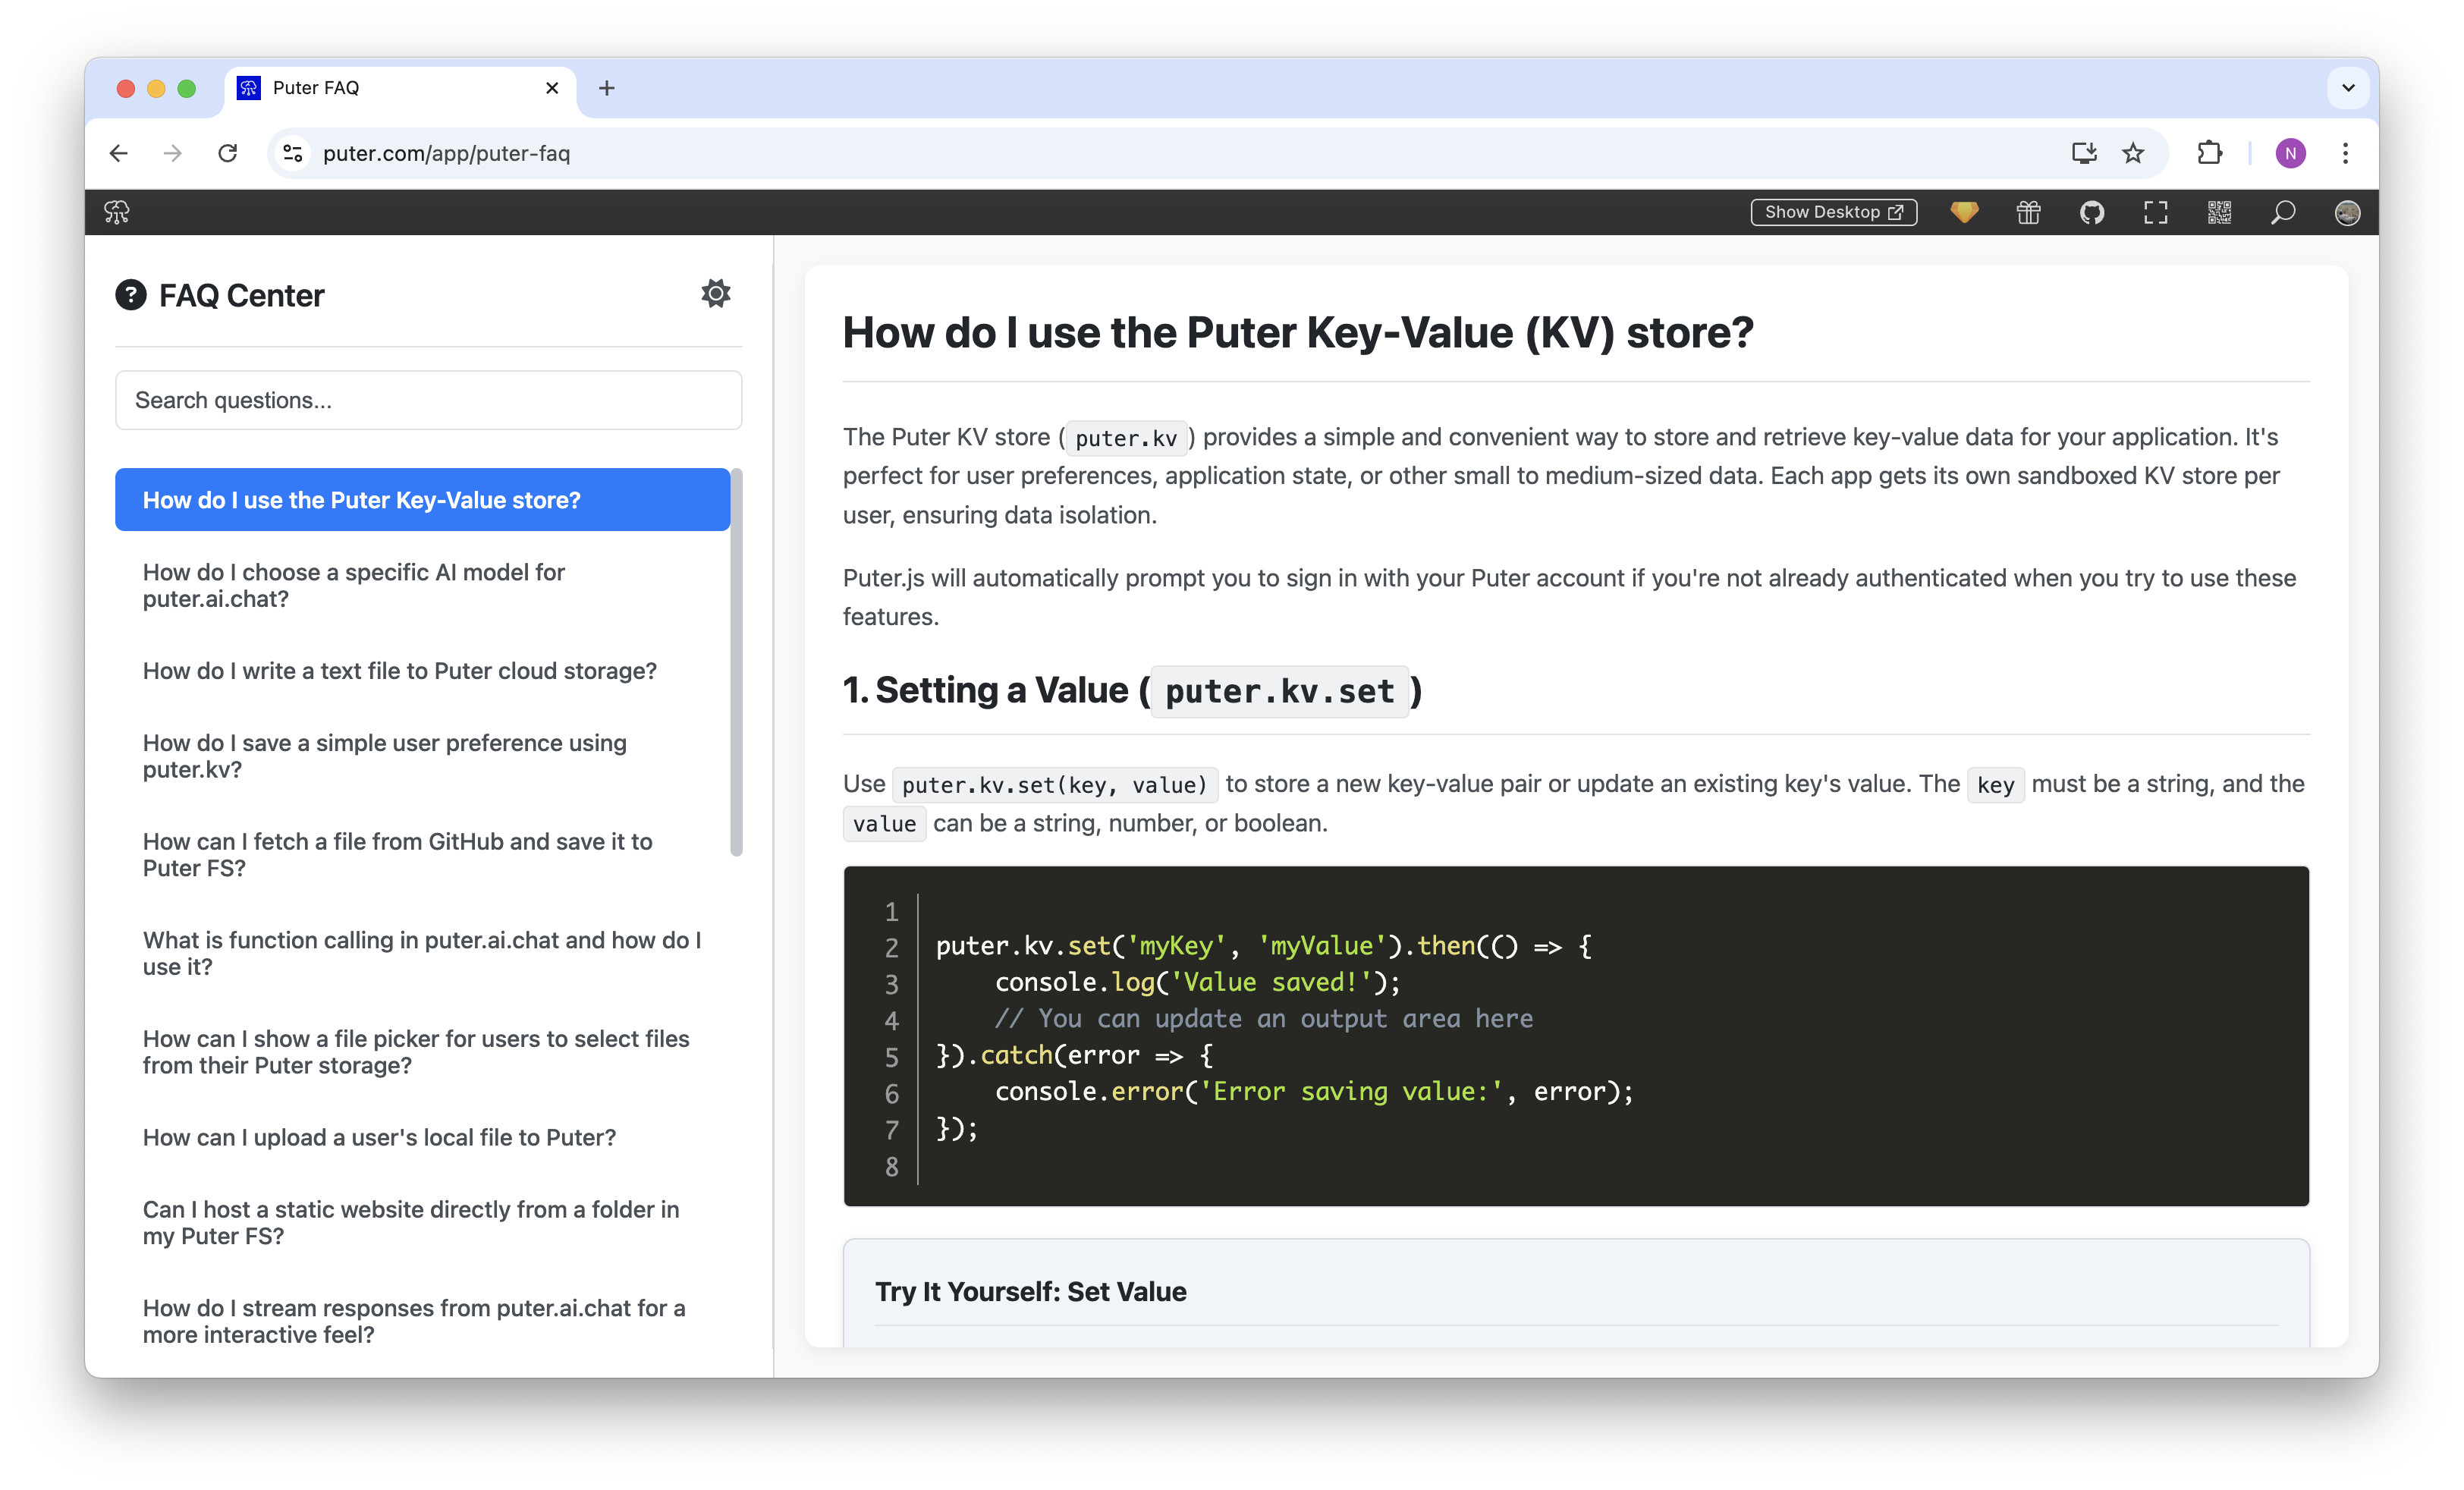 Puter FAQ
puter.com/app/puter-faq
N
Show Desktop
? FAQ Center
Search questions...
How do I use the Puter Key-Value store?
How do I choose a specific AI model for
puter.ai.chat?
How do I write a text file to Puter cloud storage?
How do I save a simple user preference using
puter.kv?
How can I fetch a file from GitHub and save it to
Puter FS?
What is function calling in puter.ai.chat and how do I
use it?
How can I show a file picker for users to select files
from their Puter storage?
How can I upload a user's local file to Puter?
Can I host a static website directly from a folder in
my Puter FS?
How do I stream responses from puter.ai.chat for a
more interactive feel?
How do I use the Puter Key-Value (KV) store?
The Puter KV store (puter.kv) provides a simple and convenient way to store and retrieve key-value data for your application. It's
perfect for user preferences, application state, or other small to medium-sized data. Each app gets its own sandboxed KV store per
user, ensuring data isolation.
Puter.js will automatically prompt you to sign in with your Puter account if you're not already authenticated when you try to use these
features.
1. Setting a Value (puter.kv.set)
Use puter.kv.set(key, value) to store a new key-value pair or update an existing key's value. The key must be a string, and the
value can be a string, number, or boolean.
1
2 puter.kv.set('myKey', 'myValue').then(() => {
3     console.log('Value saved!');
4     // You can update an output area here
5 }).catch(error => {
6     console.error('Error saving value:', error);
7 });
8
Try It Yourself: Set Value